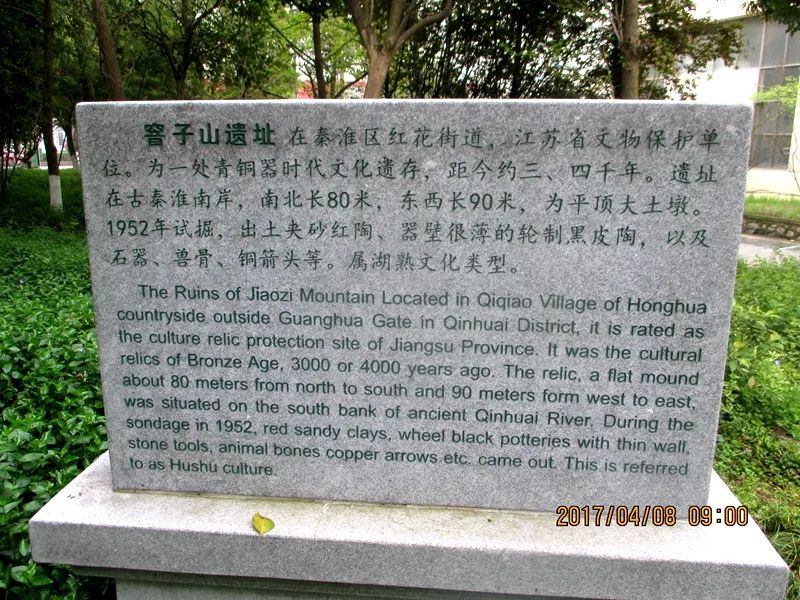 窨子山遗址 在秦淮区红花街道，江苏省文物保护单
位。为一处青铜器时代文化遗存，距今约三、四千年。遗址
在古秦淮南岸，南北长80米，东西长90米，为平顶大土墩。
1952年试掘，出土夹砂红陶、器壁很薄的轮制黑皮陶，以及
石器、兽骨、铜箭头等。属湖熟文化类型。
The Ruins of Jiaozi Mountain Located in Qiqiao Village of Honghua
countryside outside Guanghua Gate in Qinhuai District, it is rated as
the culture relic protection site of Jiangsu Province. It was the cultural
relics of Bronze Age, 3000 or 4000 years ago. The relic, a flat mound
about 80 meters from north to south and 90 meters form west to east,
was situated on the south bank of ancient Qinhuai River. During the
sondage in 1952, red sandy clays, wheel black potteries with thin wall,
stone tools, animal bones copper arrows etc. came out. This is referred
to as Hushu culture.
2017/04/08 09:00